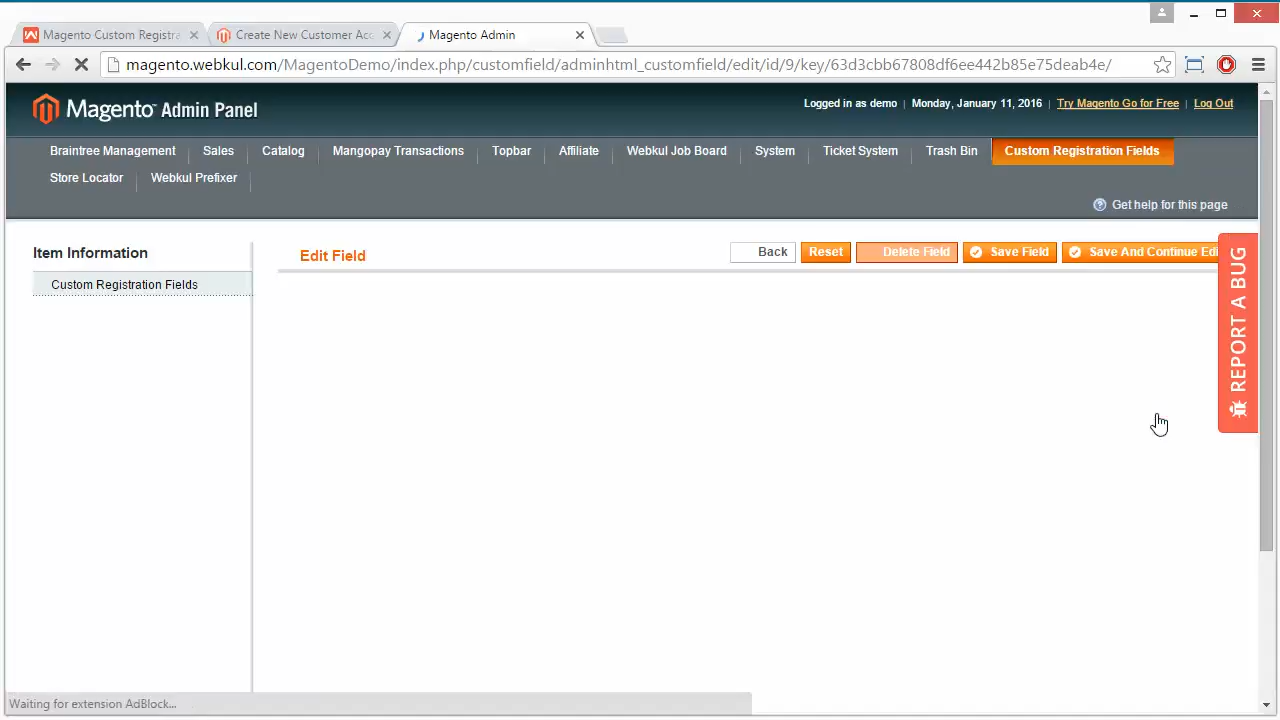 Magento Custom Registra
Create New Customer Acc
Magento Admin
magento.webkul.com/MagentoDemo/index.php/customfield/adminhtml_customfield/edit/id/9/key/63d3cbb67808df6ee442b85e75deab4e/
Magento Admin Panel
Logged in as demo | Monday, January 11, 2016 | Try Magento Go for Free | Log Out
Braintree Management Sales Catalog Mangopay Transactions Topbar Affiliate Webkul Job Board System Ticket System Trash Bin Custom Registration Fields
Store Locator Webkul Prefixer
Get help for this page
Item Information
Custom Registration Fields
Edit Field
Back Reset Delete Field Save Field Save And Continue Edi
REPORT A BUG
Waiting for extension AdBlock...